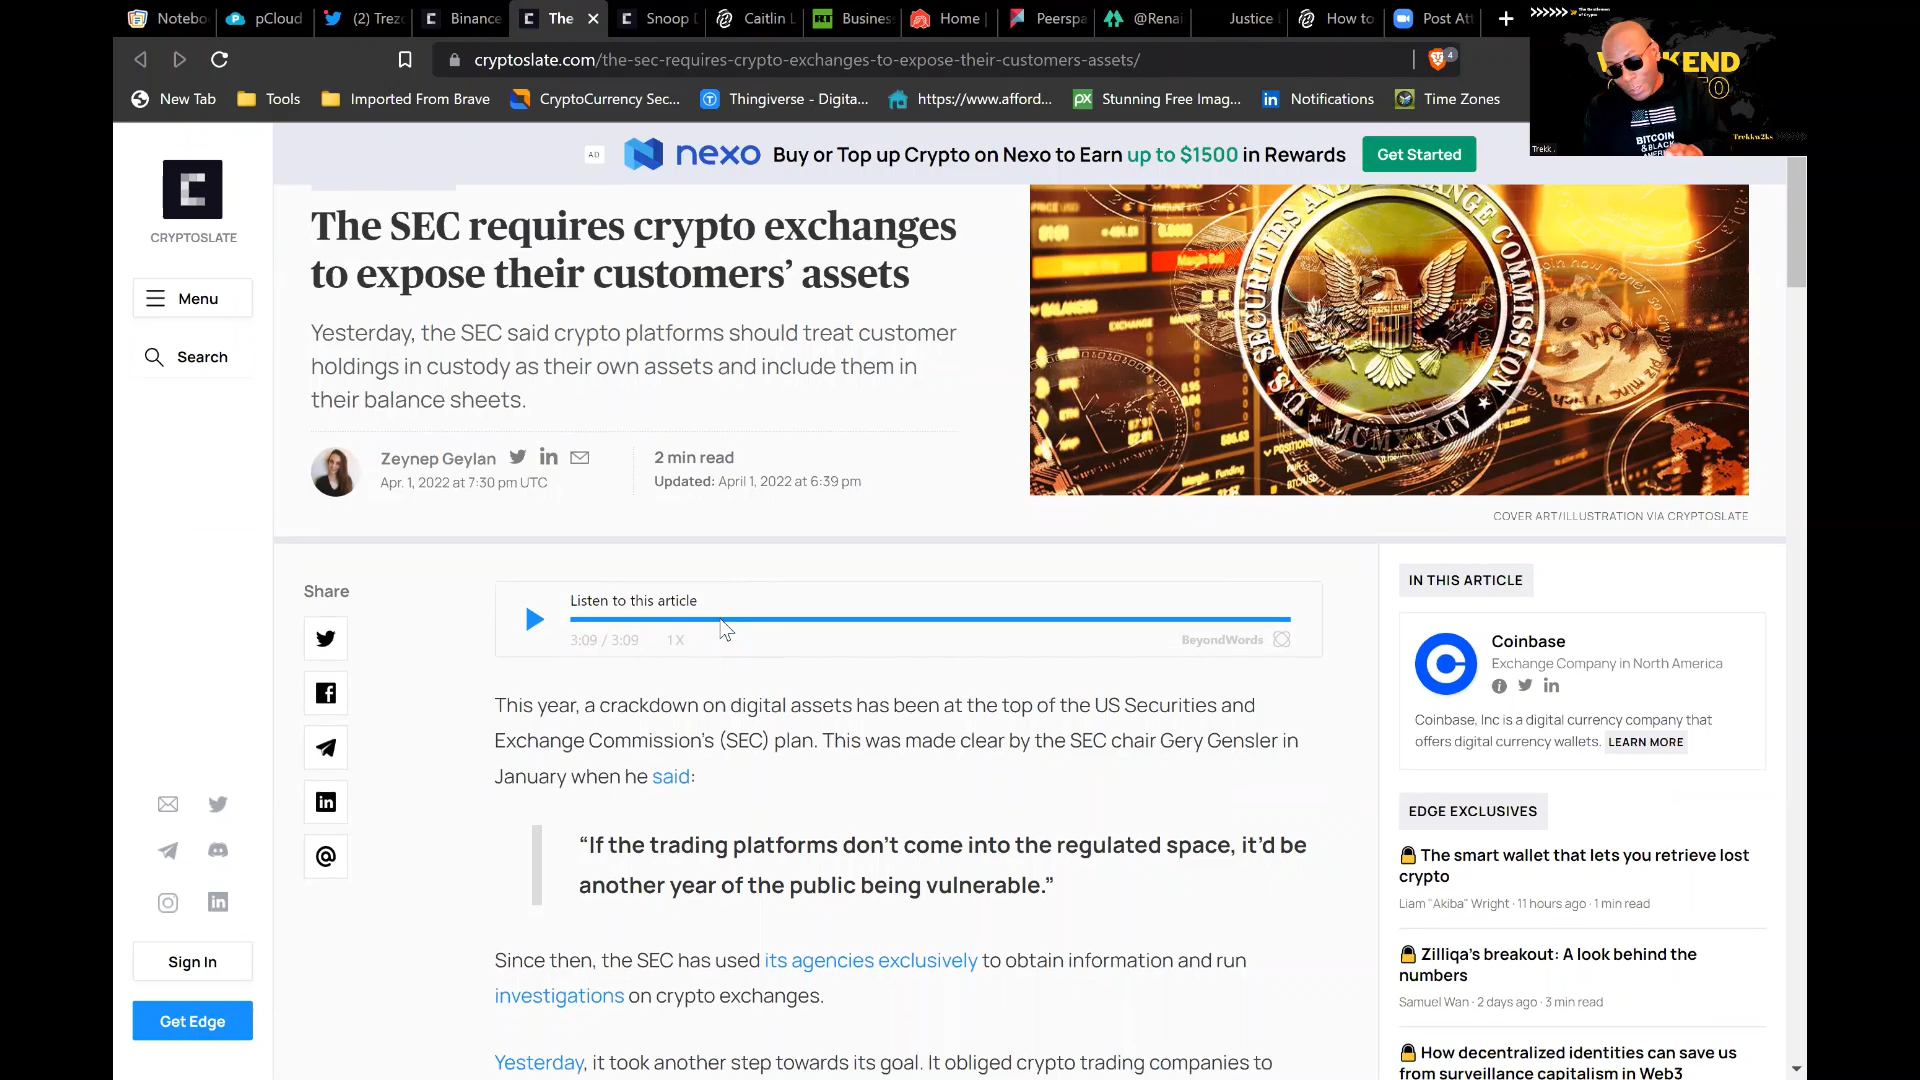 Notebo
pCloud
(2) Trezo
Binance
The
Snoop D
Caitlin L
Busines
Home |
Peerspa
@Renai
Justice
How to
Post Att
cryptoslate.com/the-sec-requires-crypto-exchanges-to-expose-their-customers-assets/
4
New Tab
Tools
Imported From Brave
CryptoCurrency Sec...
Thingiverse - Digita...
https://www.afford...
Stunning Free Imag...
Notifications
Time Zones
BITCOIN
& BLACK
Trekkw2ks
Trekk .
AD
nexo
Buy or Top up Crypto on Nexo to Earn up to $1500 in Rewards
Get Started
CRYPTOSLATE
Menu
Search
The SEC requires crypto exchanges
to expose their customers’ assets
Yesterday, the SEC said crypto platforms should treat customer
holdings in custody as their own assets and include them in
their balance sheets.
Zeynep Geylan
Apr. 1, 2022 at 7:30 pm UTC
2 min read
Updated: April 1, 2022 at 6:39 pm
SECURITIES AND EXCHANGE COMMISSION
U.S.
MCMXXXIV
WOW
COVER ART/ILLUSTRATION VIA CRYPTOSLATE
Share
Listen to this article
3:09 / 3:09
1X
BeyondWords
This year, a crackdown on digital assets has been at the top of the US Securities and
Exchange Commission’s (SEC) plan. This was made clear by the SEC chair Gery Gensler in
January when he said:
“If the trading platforms don’t come into the regulated space, it’d be
another year of the public being vulnerable.”
Since then, the SEC has used its agencies exclusively to obtain information and run
investigations on crypto exchanges.
Yesterday, it took another step towards its goal. It obliged crypto trading companies to
IN THIS ARTICLE
Coinbase
Exchange Company in North America
Coinbase, Inc is a digital currency company that
offers digital currency wallets. LEARN MORE
EDGE EXCLUSIVES
The smart wallet that lets you retrieve lost
crypto
Liam "Akiba" Wright · 11 hours ago · 1 min read
Zilliqa’s breakout: A look behind the
numbers
Samuel Wan · 2 days ago · 3 min read
How decentralized identities can save us
from surveillance capitalism in Web3
Sign In
Get Edge